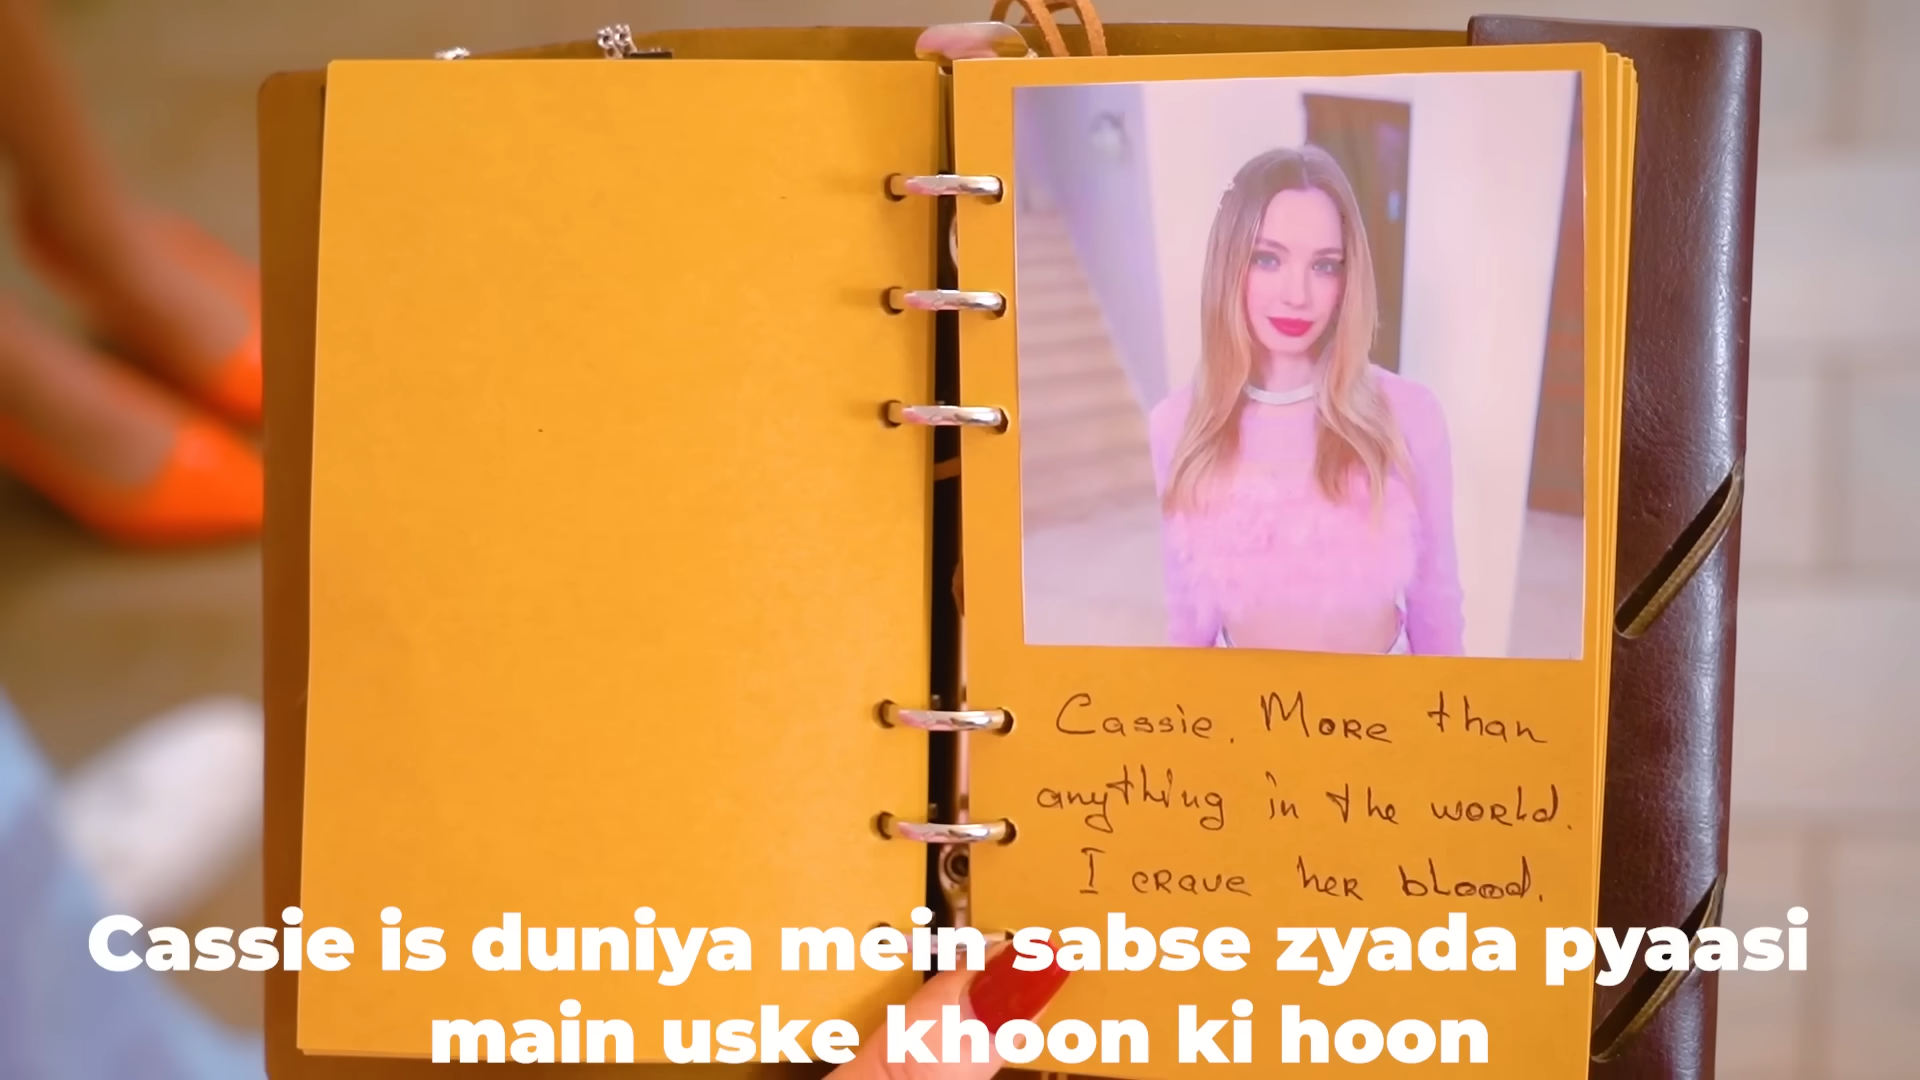 Cassie. More than
anything in the world.
I crave her blood.
Cassie is duniya mein sabse zyada pyaasi
main uske khoon ki hoon